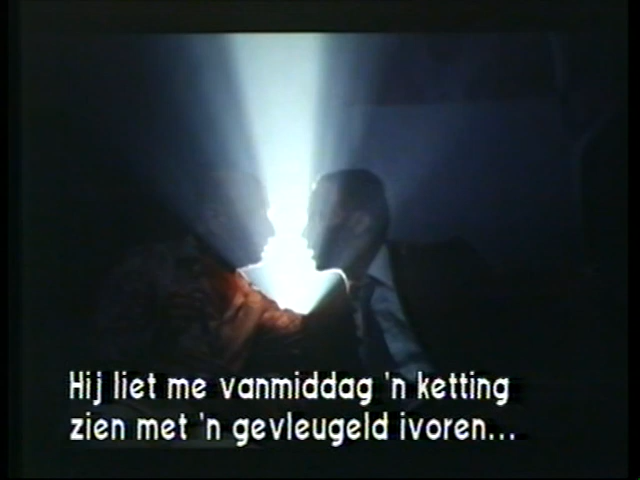 Hij liet me vanmiddag 'n ketting
zien met 'n gevleugeld ivoren...